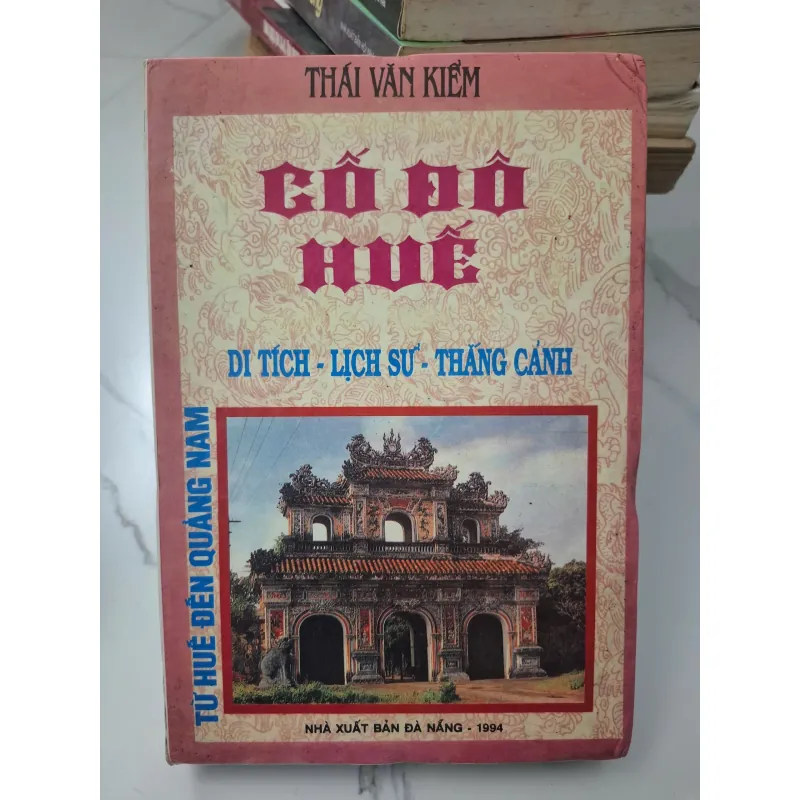 THÁI VĂN KIỂM
CỐ ĐÔ
HUẾ
DI TÍCH - LỊCH SỬ - THẮNG CẢNH
TỪ HUẾ ĐẾN QUẢNG NAM
NHÀ XUẤT BẢN ĐÀ NẴNG - 1994